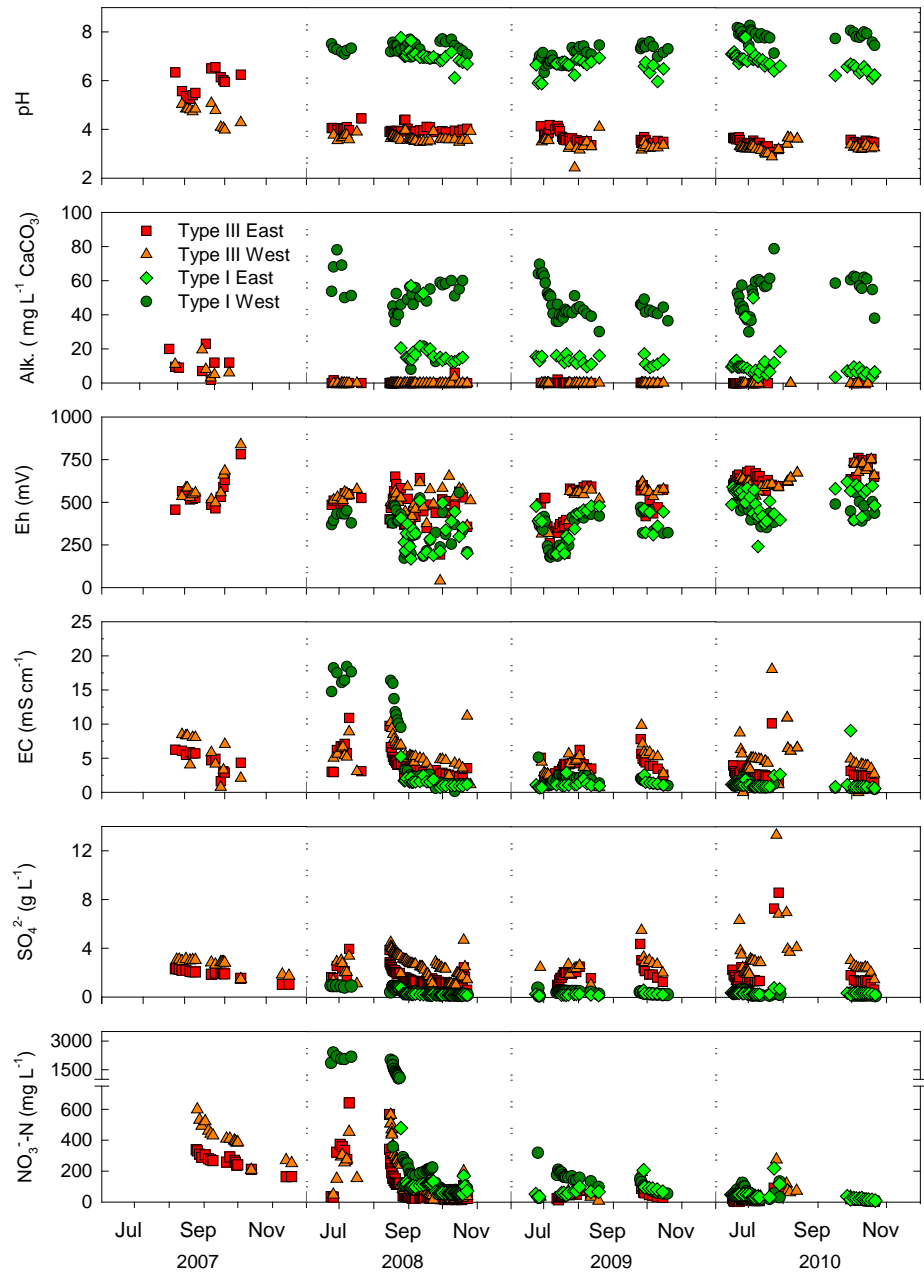 8
6
4
2
pH
100
80
60
40
20
0
Alk. ( mg L⁻¹ CaCO₃)
Type III East
Type III West
Type I East
Type I West
1000
750
500
250
0
Eh (mV)
25
20
15
10
5
0
EC (mS cm⁻¹)
12
8
4
0
SO₄²⁻ (g L⁻¹)
3000
1500
600
400
200
0
NO₃⁻-N (mg L⁻¹)
Jul Sep Nov Jul Sep Nov Jul Sep Nov Jul Sep Nov
2007 2008 2009 2010